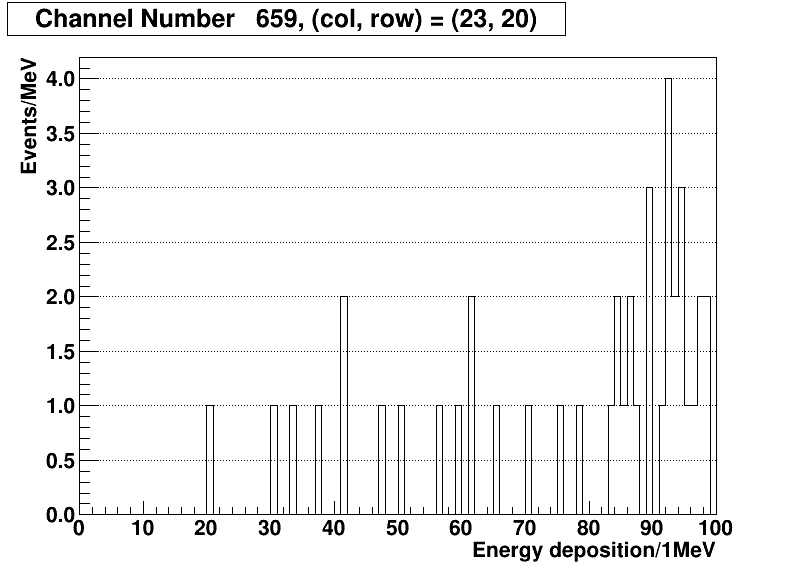 Channel Number 659, (col, row) = (23, 20)
Events/MeV
4.0
3.5
3.0
2.5
2.0
1.5
1.0
0.5
0.0
0 10 20 30 40 50 60 70 80 90 100
Energy deposition/1MeV